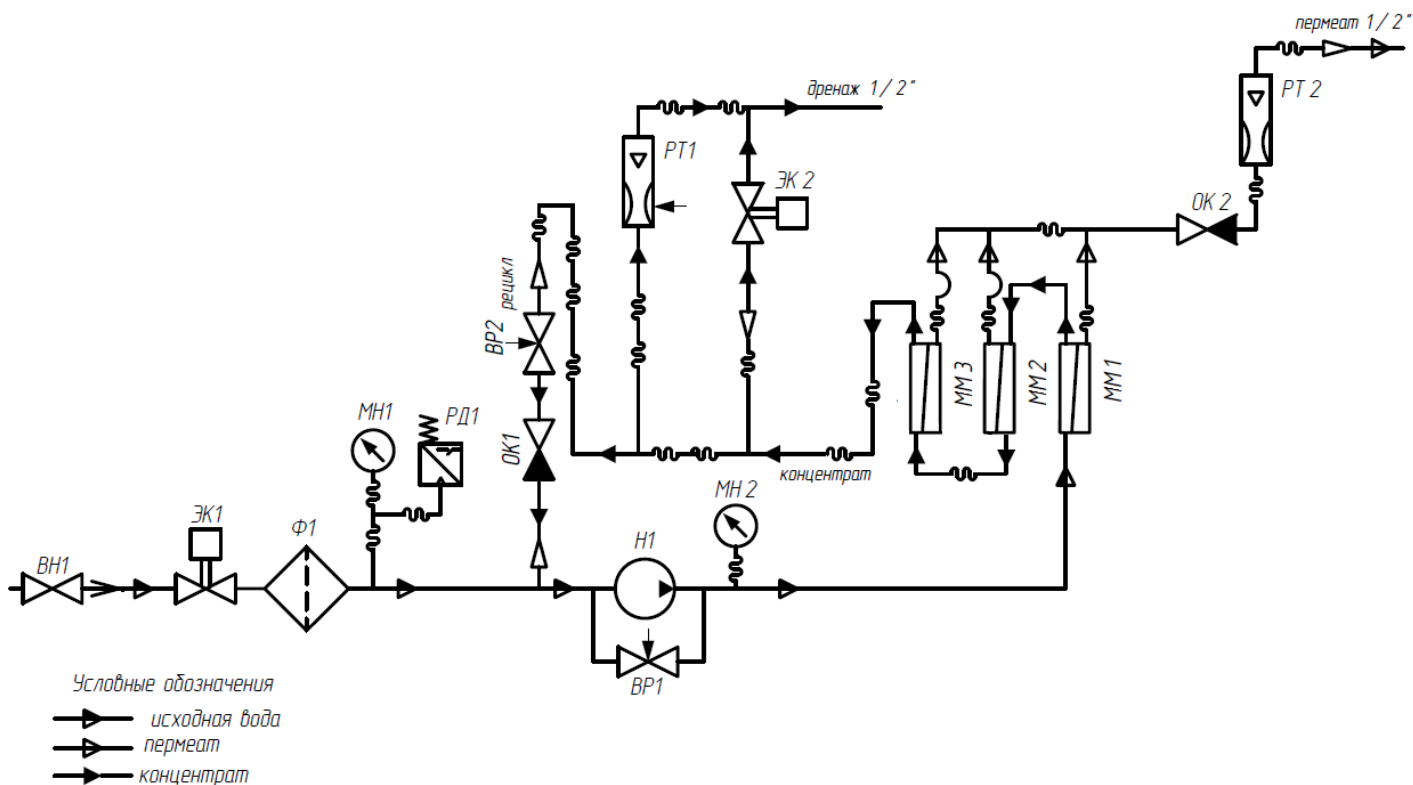 пермеат 1/2"
дренаж 1/2"
РТ 2
РТ1
ЭК 2
ОК 2
рецикл
ВР2
ММ 3
ММ 2
ММ 1
МН1
РД1
ОК1
концентрат
МН 2
ЭК1
Ф1
Н1
ВН1
ВР1
Условные обозначения
исходная вода
пермеат
концентрат